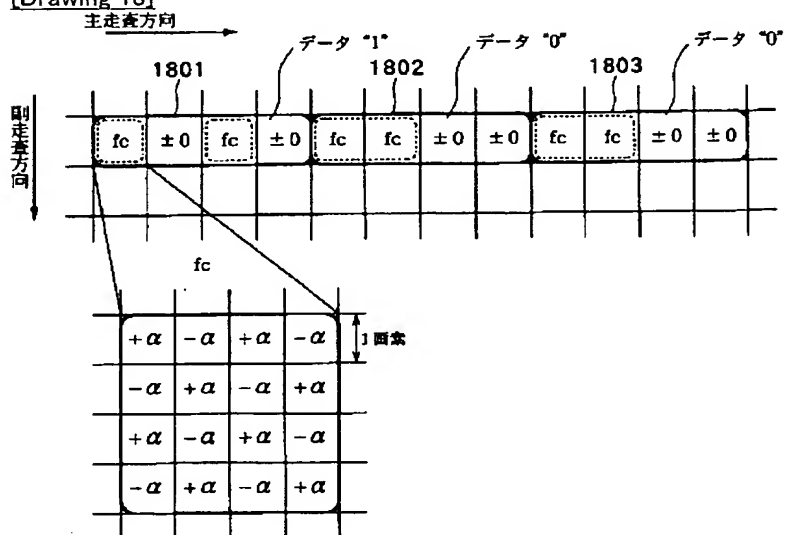 [Drawing 18]
主走査方向
データ "1"
データ "0"
データ "0"
1801
1802
1803
副走査方向
fc ±0 fc ±0 fc fc ±0 ±0 fc fc ±0 ±0
fc
+α -α +α -α
1画素
-α +α -α +α
+α -α +α -α
-α +α -α +α